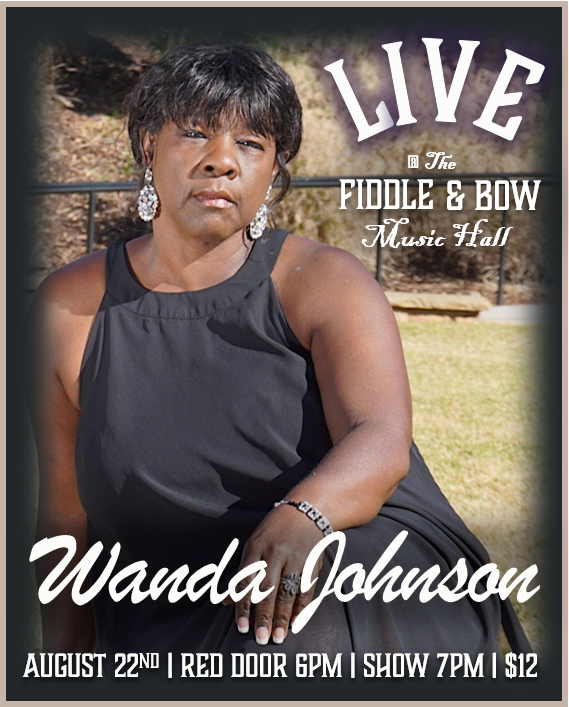 LIVE
@ The
FIDDLE & BOW
Music Hall
Wanda Johnson
AUGUST 22ND | RED DOOR 6PM | SHOW 7PM | $12